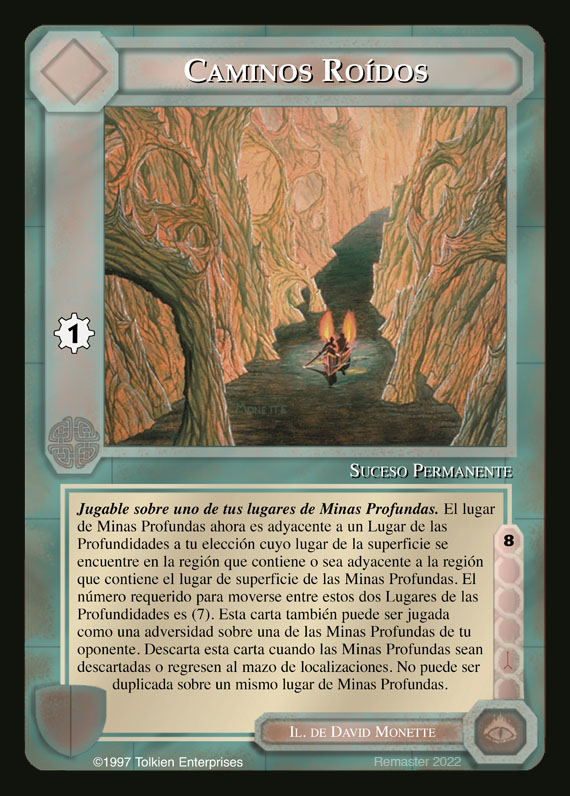 Caminos Roídos
MONETTE
1
Suceso Permanente
Jugable sobre uno de tus lugares de Minas Profundas. El lugar
de Minas Profundas ahora es adyacente a un Lugar de las
Profundidades a tu elección cuyo lugar de la superficie se
encuentre en la región que contiene o sea adyacente a la región
que contiene el lugar de superficie de las Minas Profundas. El
número requerido para moverse entre estos dos Lugares de las
Profundidades es (7). Esta carta también puede ser jugada
como una adversidad sobre una de las Minas Profundas de tu
oponente. Descarta esta carta cuando las Minas Profundas sean
descartadas o regresen al mazo de localizaciones. No puede ser
duplicada sobre un mismo lugar de Minas Profundas.
8
Il. de David Monette
©1997 Tolkien Enterprises
Remaster 2022